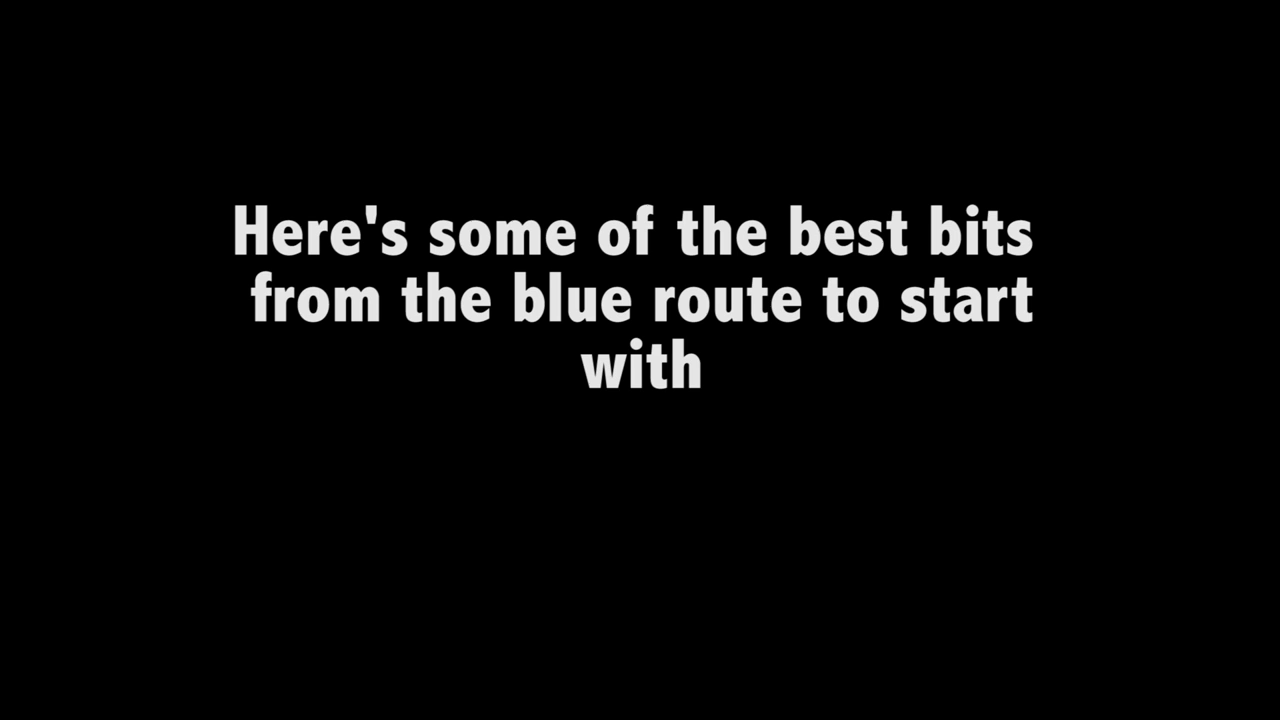 Here's some of the best bits
from the blue route to start
with